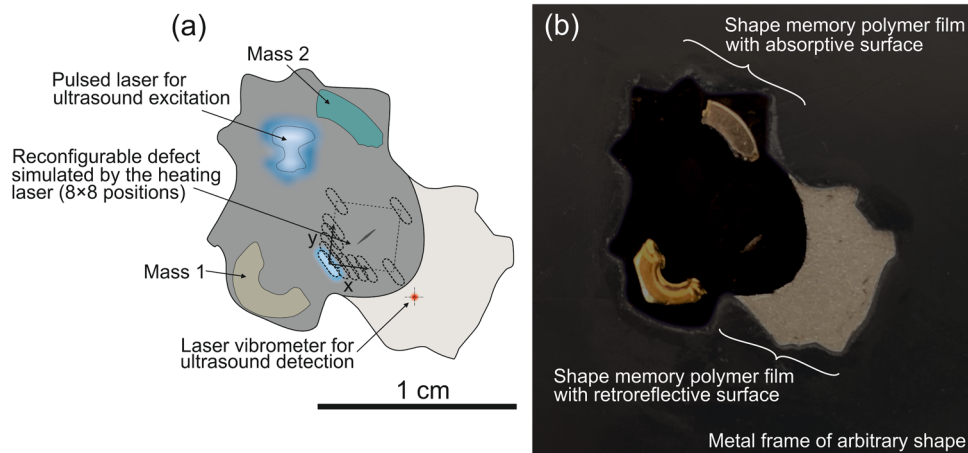 (a)
Mass 2
Pulsed laser for
ultrasound excitation
Reconfigurable defect
simulated by the heating
laser (8×8 positions)
y
x
Mass 1
Laser vibrometer for
ultrasound detection
1 cm
(b)
Shape memory polymer film
with absorptive surface
Shape memory polymer film
with retroreflective surface
Metal frame of arbitrary shape